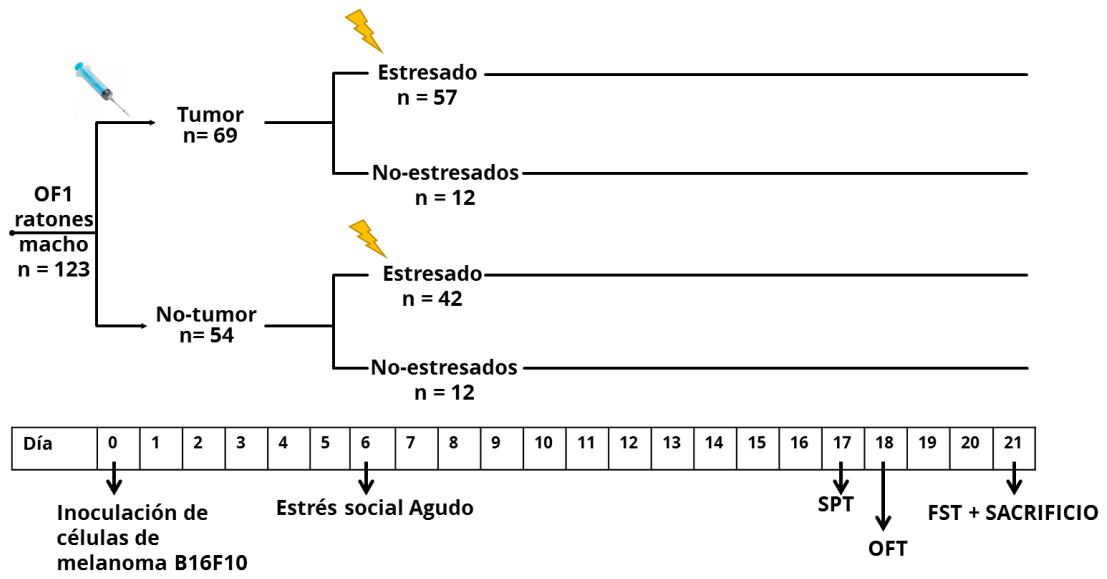 Estresado
n = 57
Tumor
n= 69
No-estresados
n = 12
OF1
ratones
macho
n = 123
Estresado
n = 42
No-tumor
n= 54
No-estresados
n = 12
Día 0 1 2 3 4 5 6 7 8 9 10 11 12 13 14 15 16 17 18 19 20 21
Inoculación de
células de
melanoma B16F10
Estrés social Agudo
SPT
OFT
FST + SACRIFICIO